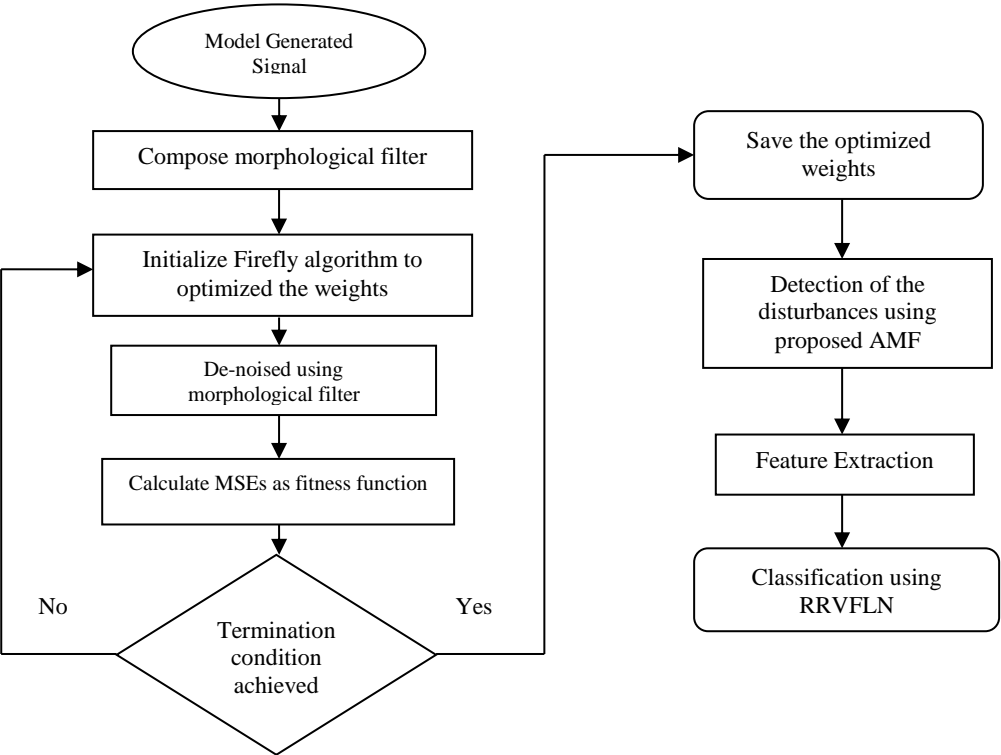 Model Generated
Signal
Compose morphological filter
Initialize Firefly algorithm to
optimized the weights
De-noised using
morphological filter
Calculate MSEs as fitness function
Termination
condition
achieved
No
Yes
Save the optimized
weights
Detection of the
disturbances using
proposed AMF
Feature Extraction
Classification using
RRVFLN